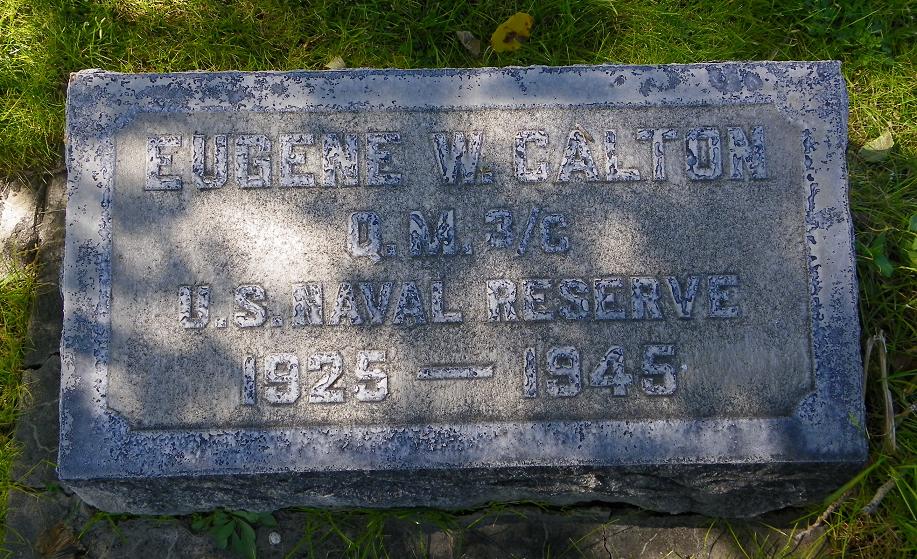 EUGENE W. GALTON
Q.M. 3/C
U.S. NAVAL RESERVE
1925 — 1945